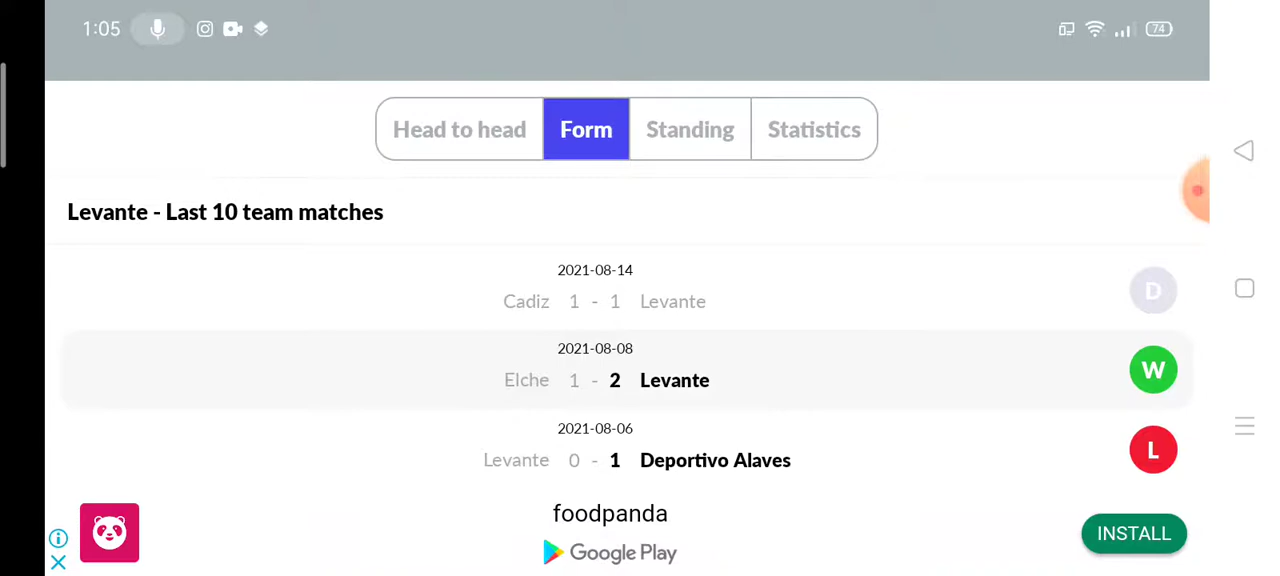 1:05 74
Head to head Form Standing Statistics
Levante - Last 10 team matches
2021-08-14
Cadiz 1 - 1 Levante D
2021-08-08
Elche 1 - 2 Levante W
2021-08-06
Levante 0 - 1 Deportivo Alaves L
foodpanda
Google Play
INSTALL